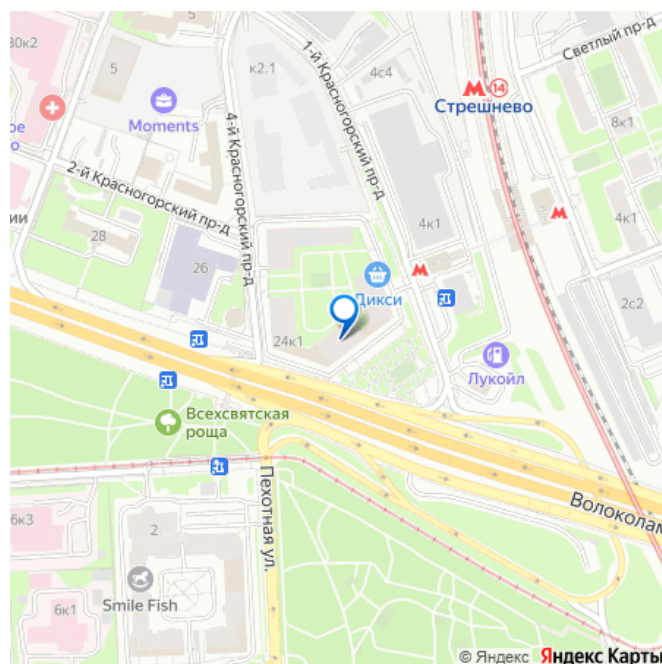 30к2
5
5
к2.1
4с4
1-й Красногорский пр-д
Светлый пр-д
14
Стрешнево
8к1
Moments
4-й Красногорский пр-д
2-й Красногорский пр-д
4к1
4к1
28
26
Дикси
24к1
2с2
Лукойл
Всехсвятская
роща
Пехотная ул.
Волоколам
6к3
2
Smile Fish
6к1
© Яндекс Яндекс Карты